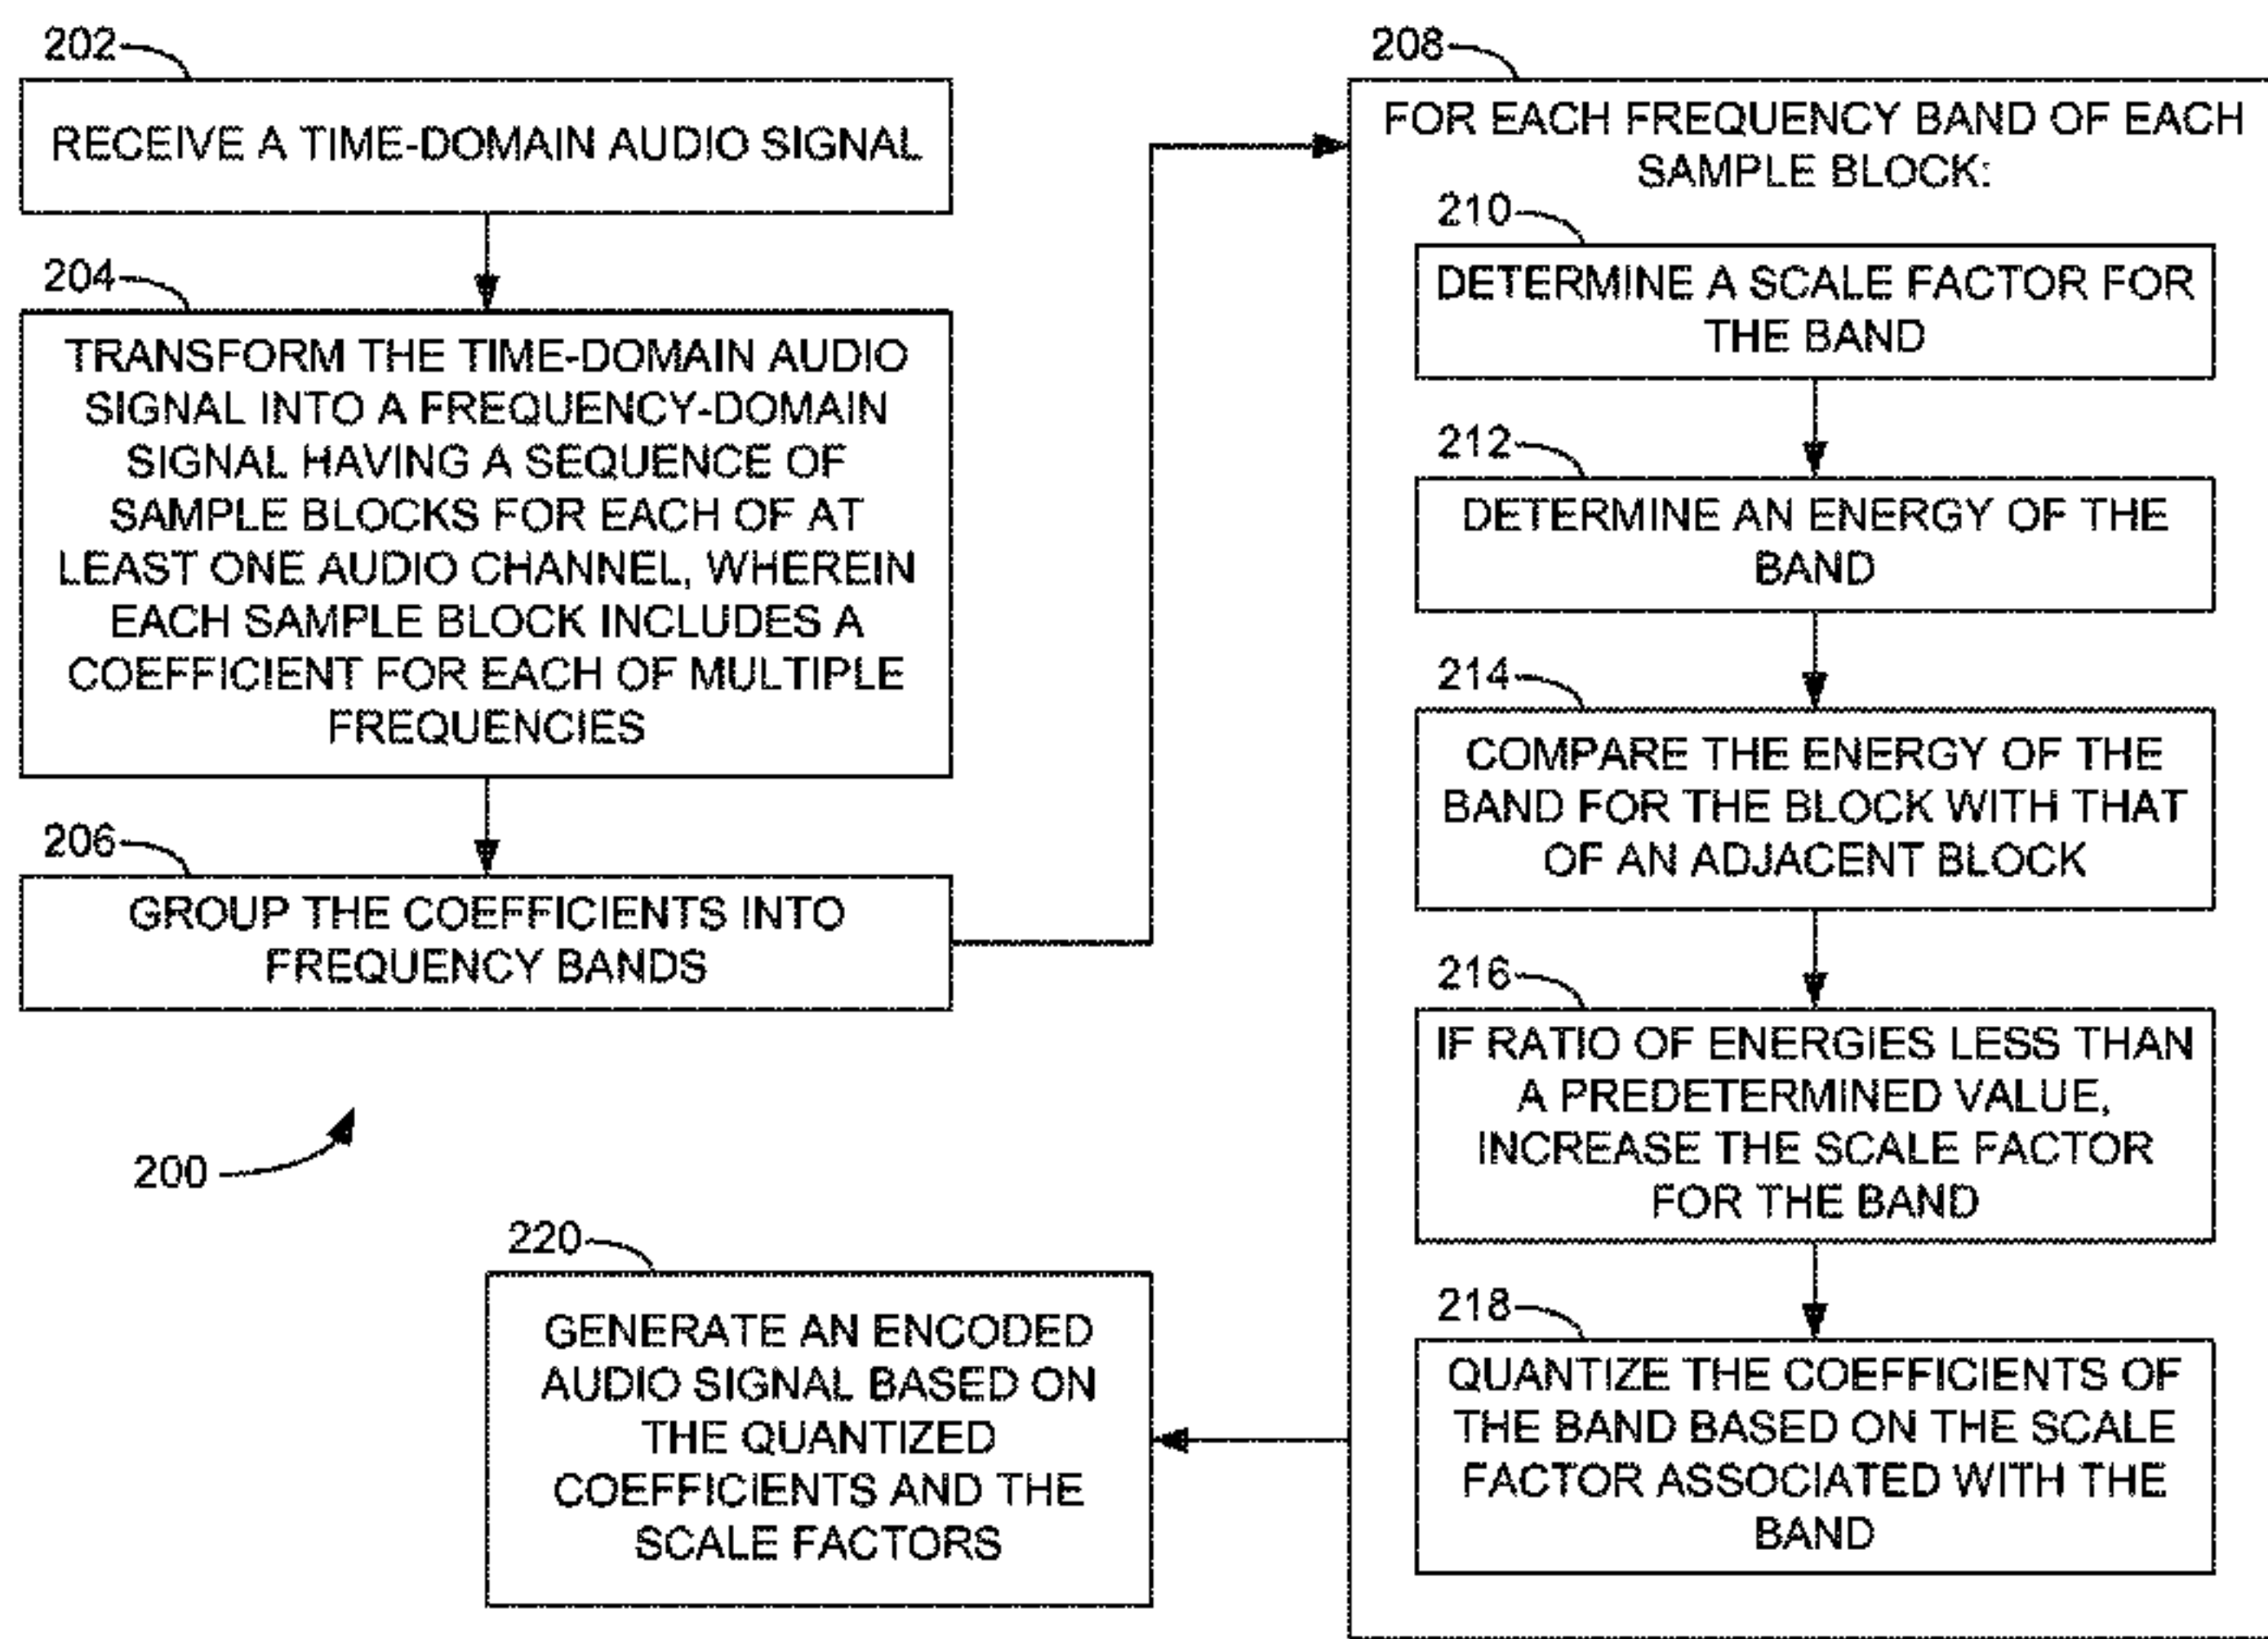 202
RECEIVE A TIME-DOMAIN AUDIO SIGNAL
204
TRANSFORM THE TIME-DOMAIN AUDIO
SIGNAL INTO A FREQUENCY-DOMAIN
SIGNAL HAVING A SEQUENCE OF
SAMPLE BLOCKS FOR EACH OF AT
LEAST ONE AUDIO CHANNEL, WHEREIN
EACH SAMPLE BLOCK INCLUDES A
COEFFICIENT FOR EACH OF MULTIPLE
FREQUENCIES
206
GROUP THE COEFFICIENTS INTO
FREQUENCY BANDS
208
FOR EACH FREQUENCY BAND OF EACH
SAMPLE BLOCK:
210
DETERMINE A SCALE FACTOR FOR
THE BAND
212
DETERMINE AN ENERGY OF THE
BAND
214
COMPARE THE ENERGY OF THE
BAND FOR THE BLOCK WITH THAT
OF AN ADJACENT BLOCK
216
IF RATIO OF ENERGIES LESS THAN
A PREDETERMINED VALUE,
INCREASE THE SCALE FACTOR
FOR THE BAND
218
QUANTIZE THE COEFFICIENTS OF
THE BAND BASED ON THE SCALE
FACTOR ASSOCIATED WITH THE
BAND
220
GENERATE AN ENCODED
AUDIO SIGNAL BASED ON
THE QUANTIZED
COEFFICIENTS AND THE
SCALE FACTORS
200